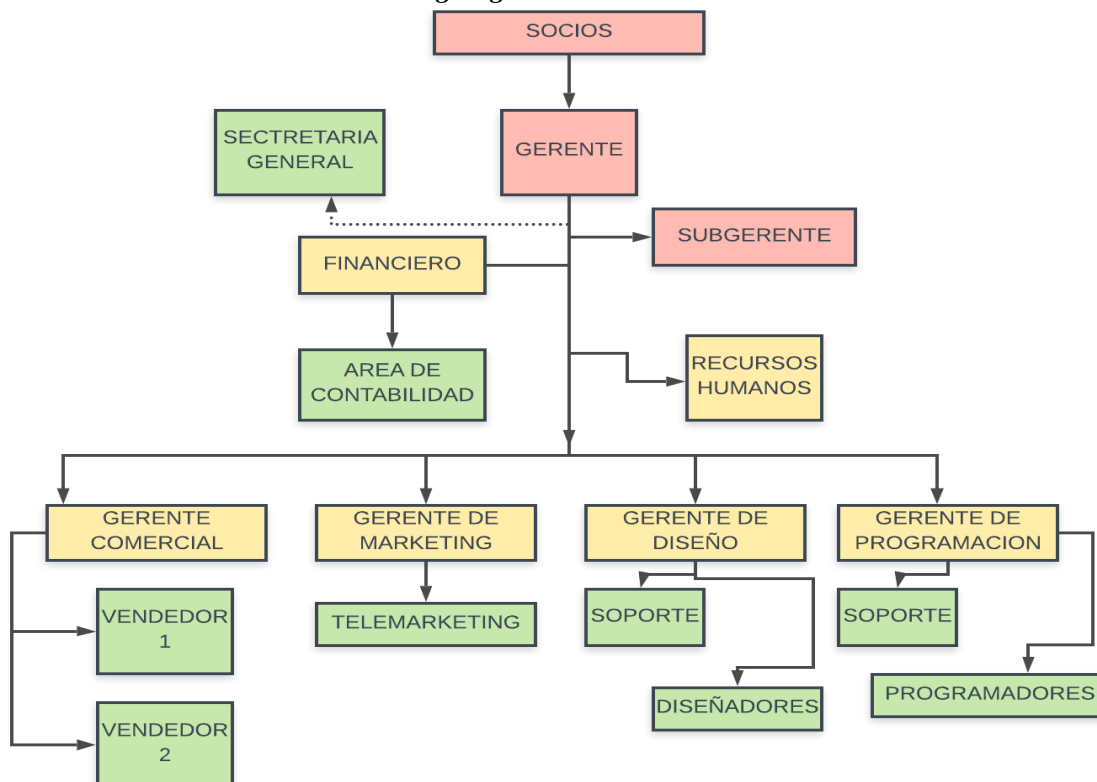 SOCIOS
SECTRETARIA
GENERAL
GERENTE
SUBGERENTE
FINANCIERO
AREA DE
CONTABILIDAD
RECURSOS
HUMANOS
GERENTE
COMERCIAL
GERENTE DE
MARKETING
GERENTE DE
DISEÑO
GERENTE DE
PROGRAMACION
VENDEDOR
1
TELEMARKETING
SOPORTE
SOPORTE
DISEÑADORES
PROGRAMADORES
VENDEDOR
2